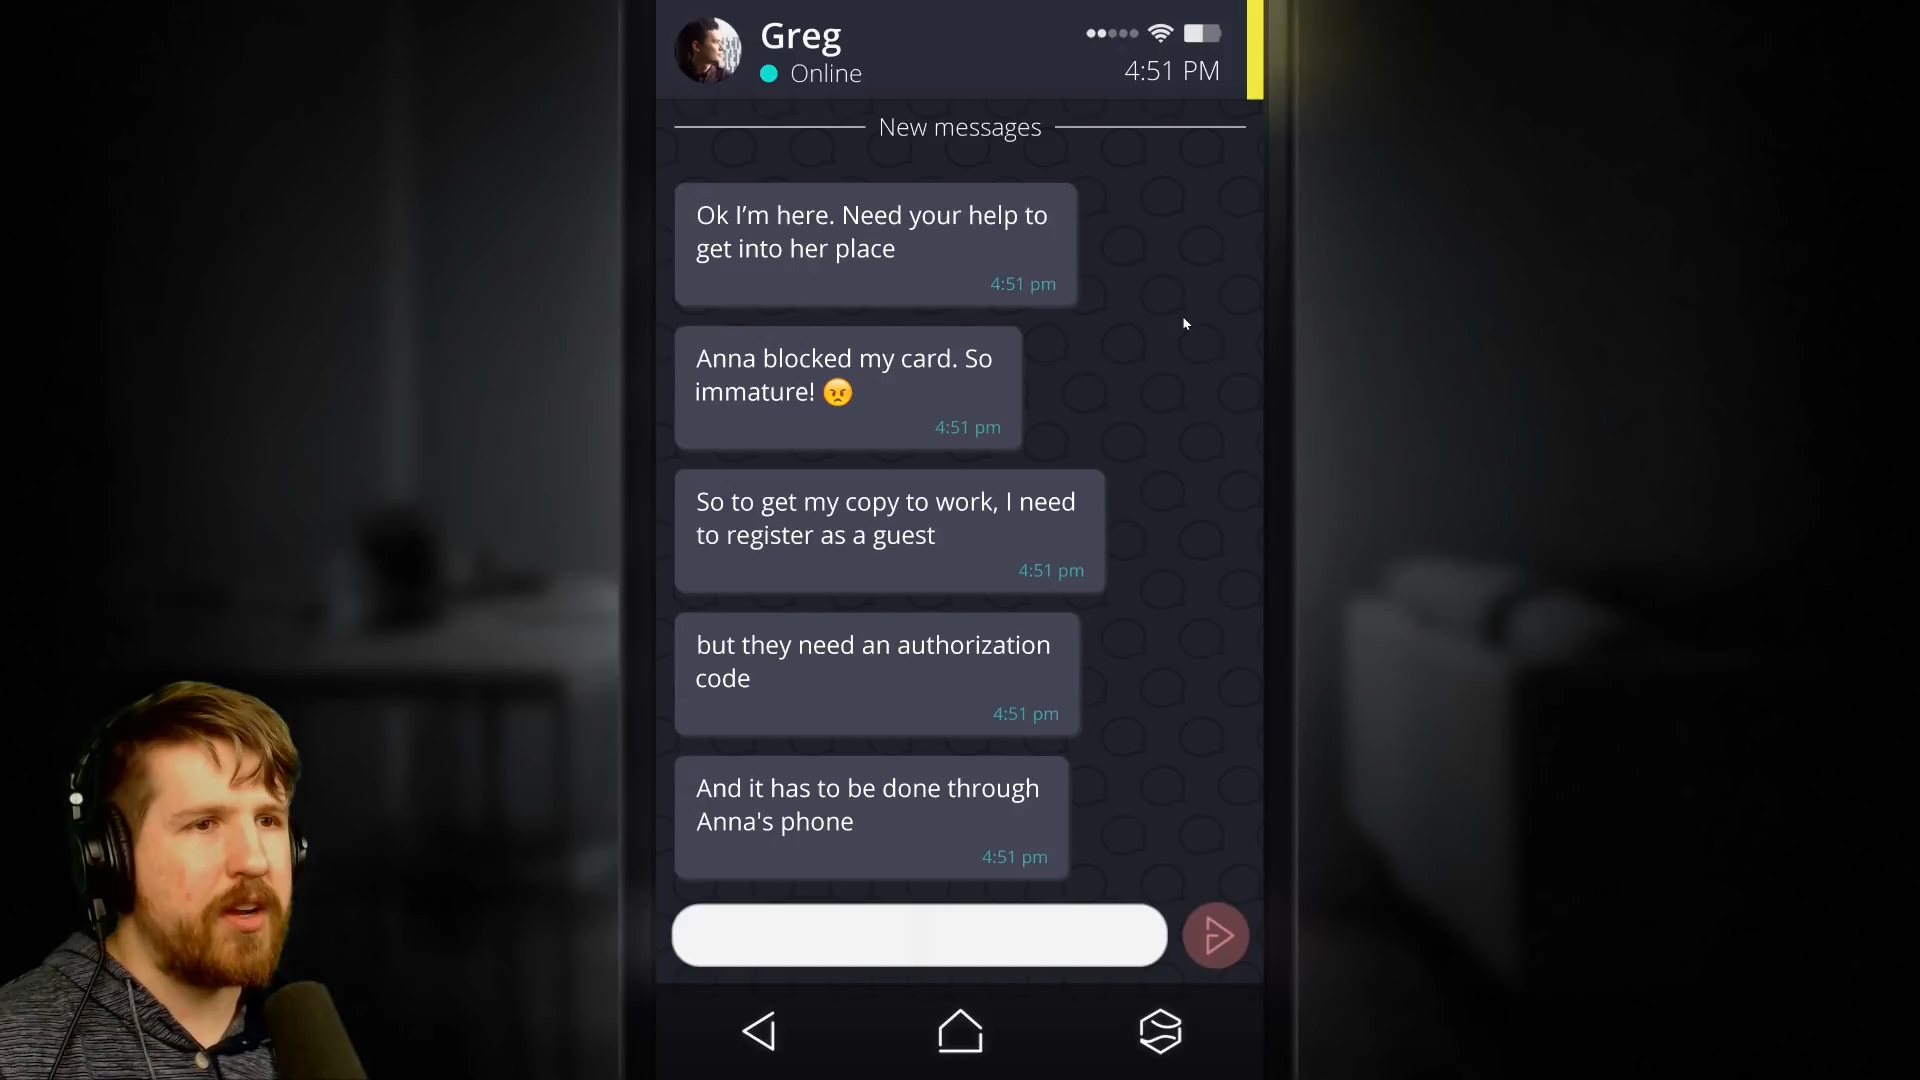 Greg
Online
4:51 PM
New messages
Ok I’m here. Need your help to
get into her place
4:51 pm
Anna blocked my card. So
immature! 😠
4:51 pm
So to get my copy to work, I need
to register as a guest
4:51 pm
but they need an authorization
code
4:51 pm
And it has to be done through
Anna's phone
4:51 pm